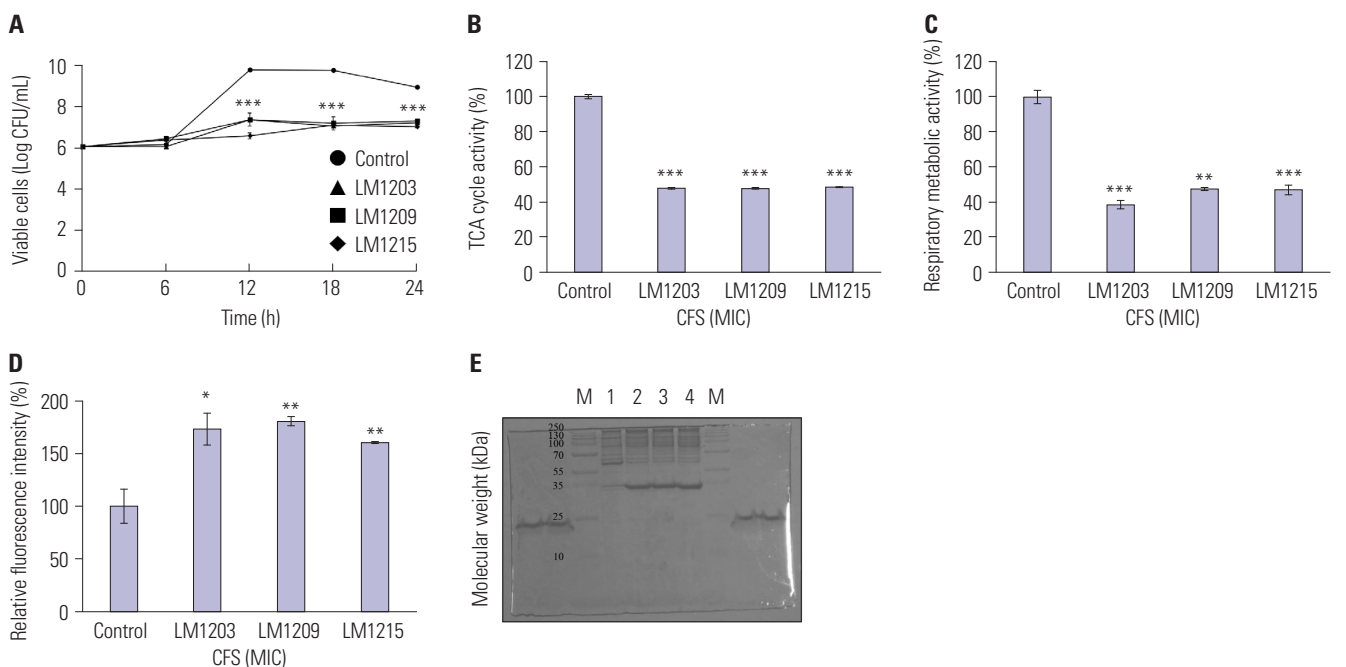 A
Viable cells (Log CFU/mL)
10
8
6
4
2
0
*** *** ***
Control
LM1203
LM1209
LM1215
0 6 12 18 24
Time (h)
B
TCA cycle activity (%)
120
100
80
60
40
20
0
*** *** ***
Control LM1203 LM1209 LM1215
CFS (MIC)
C
Respiratory metabolic activity (%)
120
100
80
60
40
20
0
*** ** ***
Control LM1203 LM1209 LM1215
CFS (MIC)
D
Relative fluorescence intensity (%)
200
150
100
50
0
* ** **
Control LM1203 LM1209 LM1215
CFS (MIC)
E
M 1 2 3 4 M
Molecular weight (kDa)
250
130
100
70
55
35
25
10